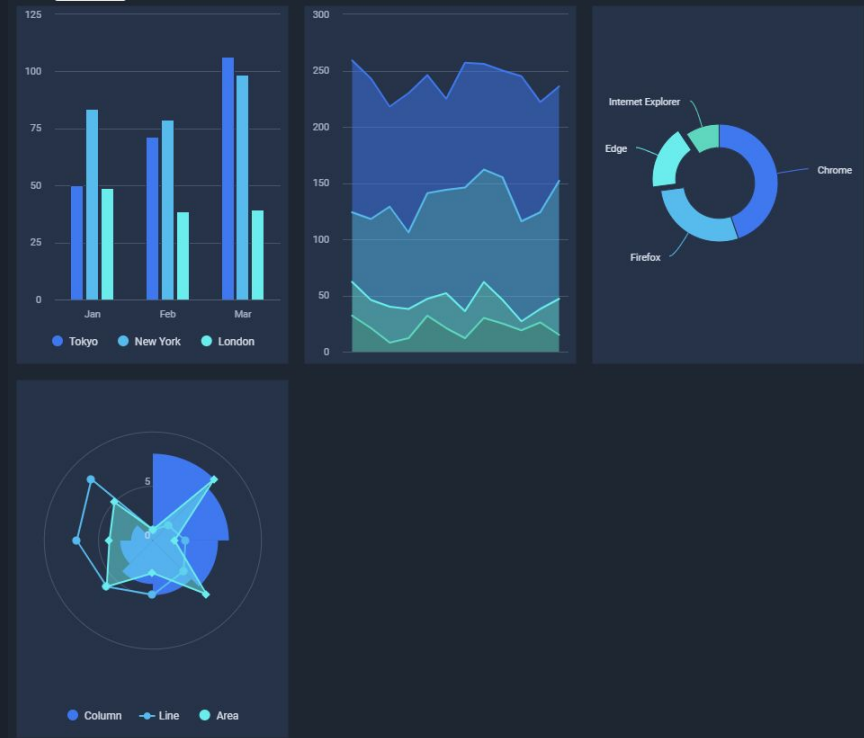 125
100
75
50
25
0
Jan Feb Mar
Tokyo New York London
300
250
200
150
100
50
0
Internet Explorer
Edge
Chrome
Firefox
5
0
Column Line Area